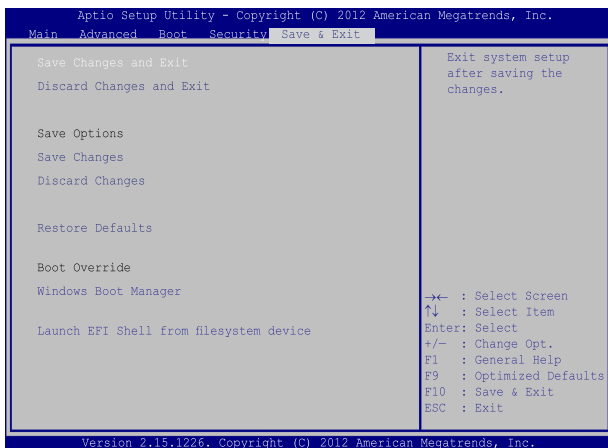 Aptio Setup Utility - Copyright (C) 2012 American Megatrends, Inc.
Main Advanced Boot Security Save & Exit
Save Changes and Exit
Discard Changes and Exit
Save Options
Save Changes
Discard Changes
Restore Defaults
Boot Override
Windows Boot Manager
Launch EFI Shell from filesystem device
Exit system setup
after saving the
changes.
→← : Select Screen
↑↓ : Select Item
Enter: Select
+/— : Change Opt.
F1 : General Help
F9 : Optimized Defaults
F10 : Save & Exit
ESC : Exit
Version 2.15.1226. Copyright (C) 2012 American Megatrends, Inc.